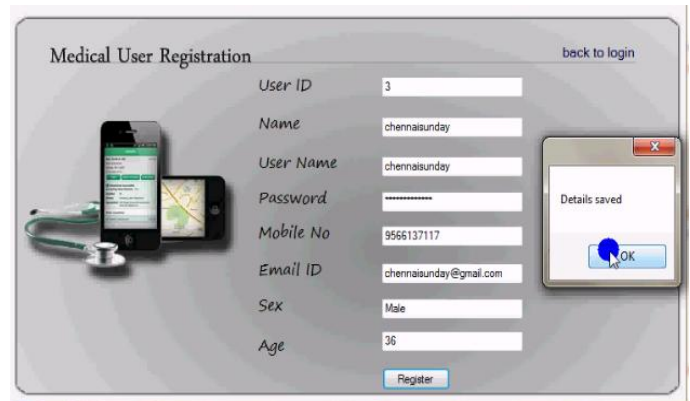 Medical User Registration
back to login
User ID
3
Name
chennaisunday
User Name
chennaisunday
Password
Mobile No
9566137117
Email ID
chennaisunday@gmail.com
Sex
Male
Age
36
Register
X
Details saved
OK